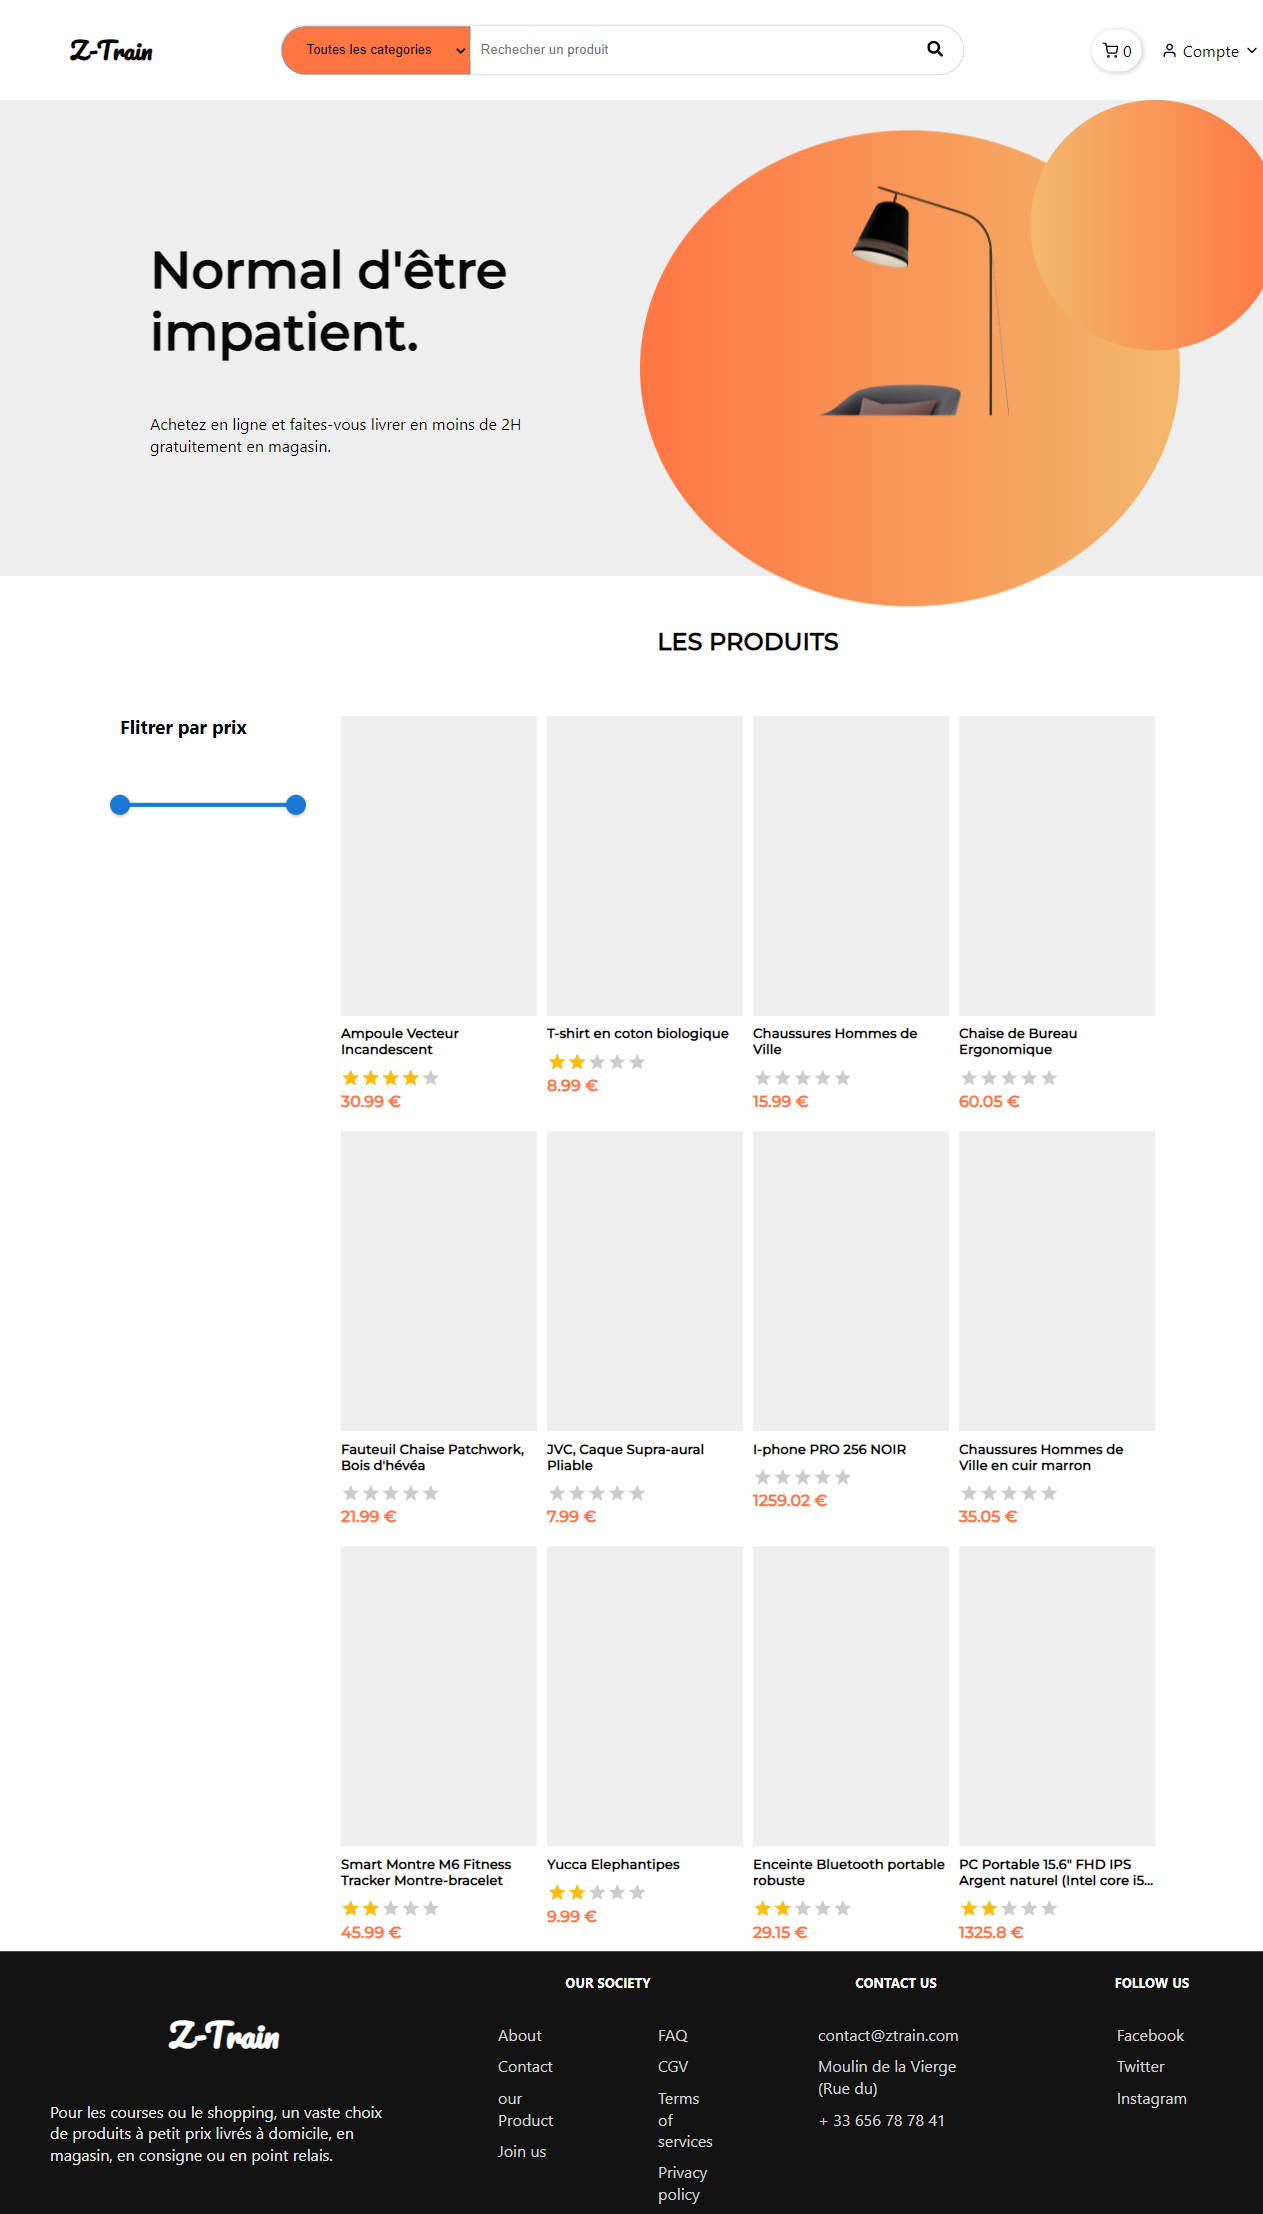 Z-Train
Toutes les categories
Rechecher un produit
0
Compte
Normal d'être
impatient.
Achetez en ligne et faites-vous livrer en moins de 2H
gratuitement en magasin.
LES PRODUITS
Flitrer par prix
Ampoule Vecteur
Incandescent
30.99 €
T-shirt en coton biologique
8.99 €
Chaussures Hommes de
Ville
15.99 €
Chaise de Bureau
Ergonomique
60.05 €
Fauteuil Chaise Patchwork,
Bois d'hévéa
21.99 €
JVC, Caque Supra-aural
Pliable
7.99 €
I-phone PRO 256 NOIR
1259.02 €
Chaussures Hommes de
Ville en cuir marron
35.05 €
Smart Montre M6 Fitness
Tracker Montre-bracelet
45.99 €
Yucca Elephantipes
9.99 €
Enceinte Bluetooth portable
robuste
29.15 €
PC Portable 15.6" FHD IPS
Argent naturel (Intel core i5...
1325.8 €
Z-Train
Pour les courses ou le shopping, un vaste choix
de produits à petit prix livrés à domicile, en
magasin, en consigne ou en point relais.
OUR SOCIETY
About
Contact
our
Product
Join us
FAQ
CGV
Terms
of
services
Privacy
policy
CONTACT US
contact@ztrain.com
Moulin de la Vierge
(Rue du)
+ 33 656 78 78 41
FOLLOW US
Facebook
Twitter
Instagram